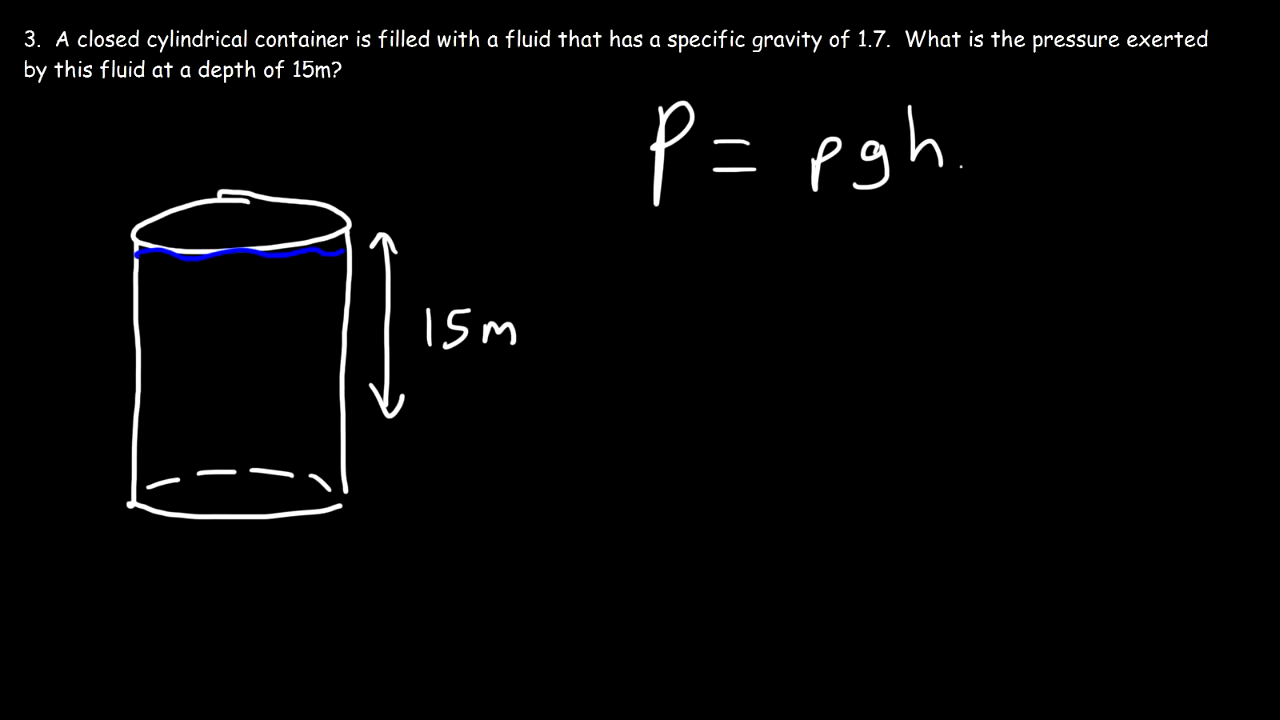 3. A closed cylindrical container is filled with a fluid that has a specific gravity of 1.7. What is the pressure exerted
by this fluid at a depth of 15m?
P = ρgh
15m